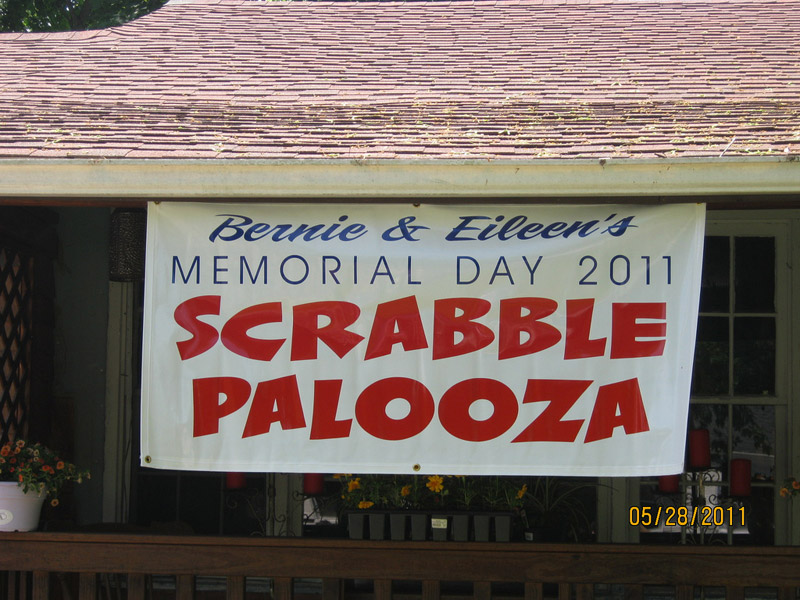 Bernie & Eileen's
MEMORIAL DAY 2011
SCRABBLE
PALOOZA
05/28/2011